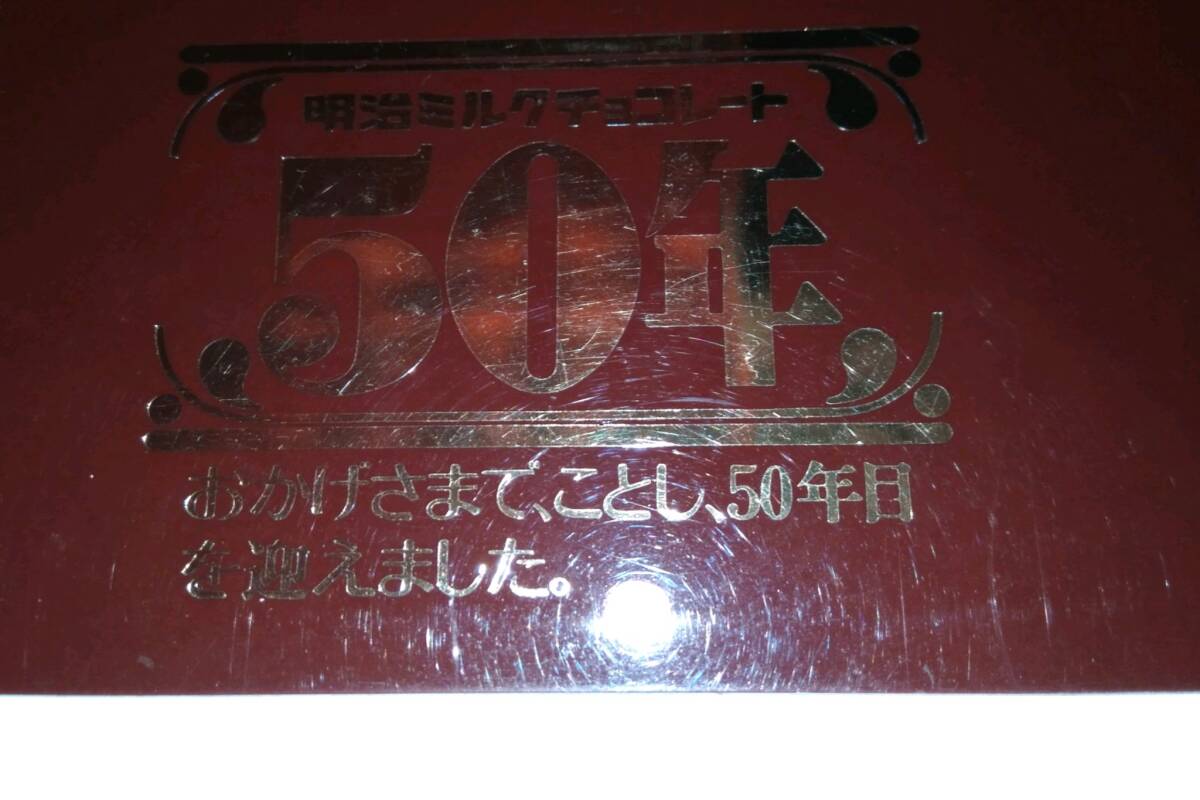 明治ミルクチョコレート
50年
おかげさまで、ことし、50年目
を迎えました。